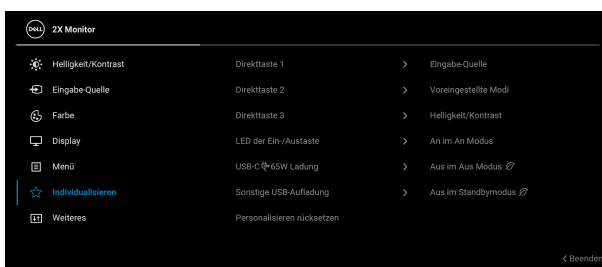 DELL 2X Monitor
Helligkeit/Kontrast Direkttaste 1 > Eingabe-Quelle
Eingabe-Quelle Direkttaste 2 > Voreingestellte Modi
Farbe Direkttaste 3 > Helligkeit/Kontrast
Display LED der Ein-/Austaste > An im An Modus
Menü USB-C 65W Ladung > Aus im Aus Modus
Individualisieren Sonstige USB-Aufladung > Aus im Standbymodus
Weiteres Personalisieren rücksetzen
< Beenden